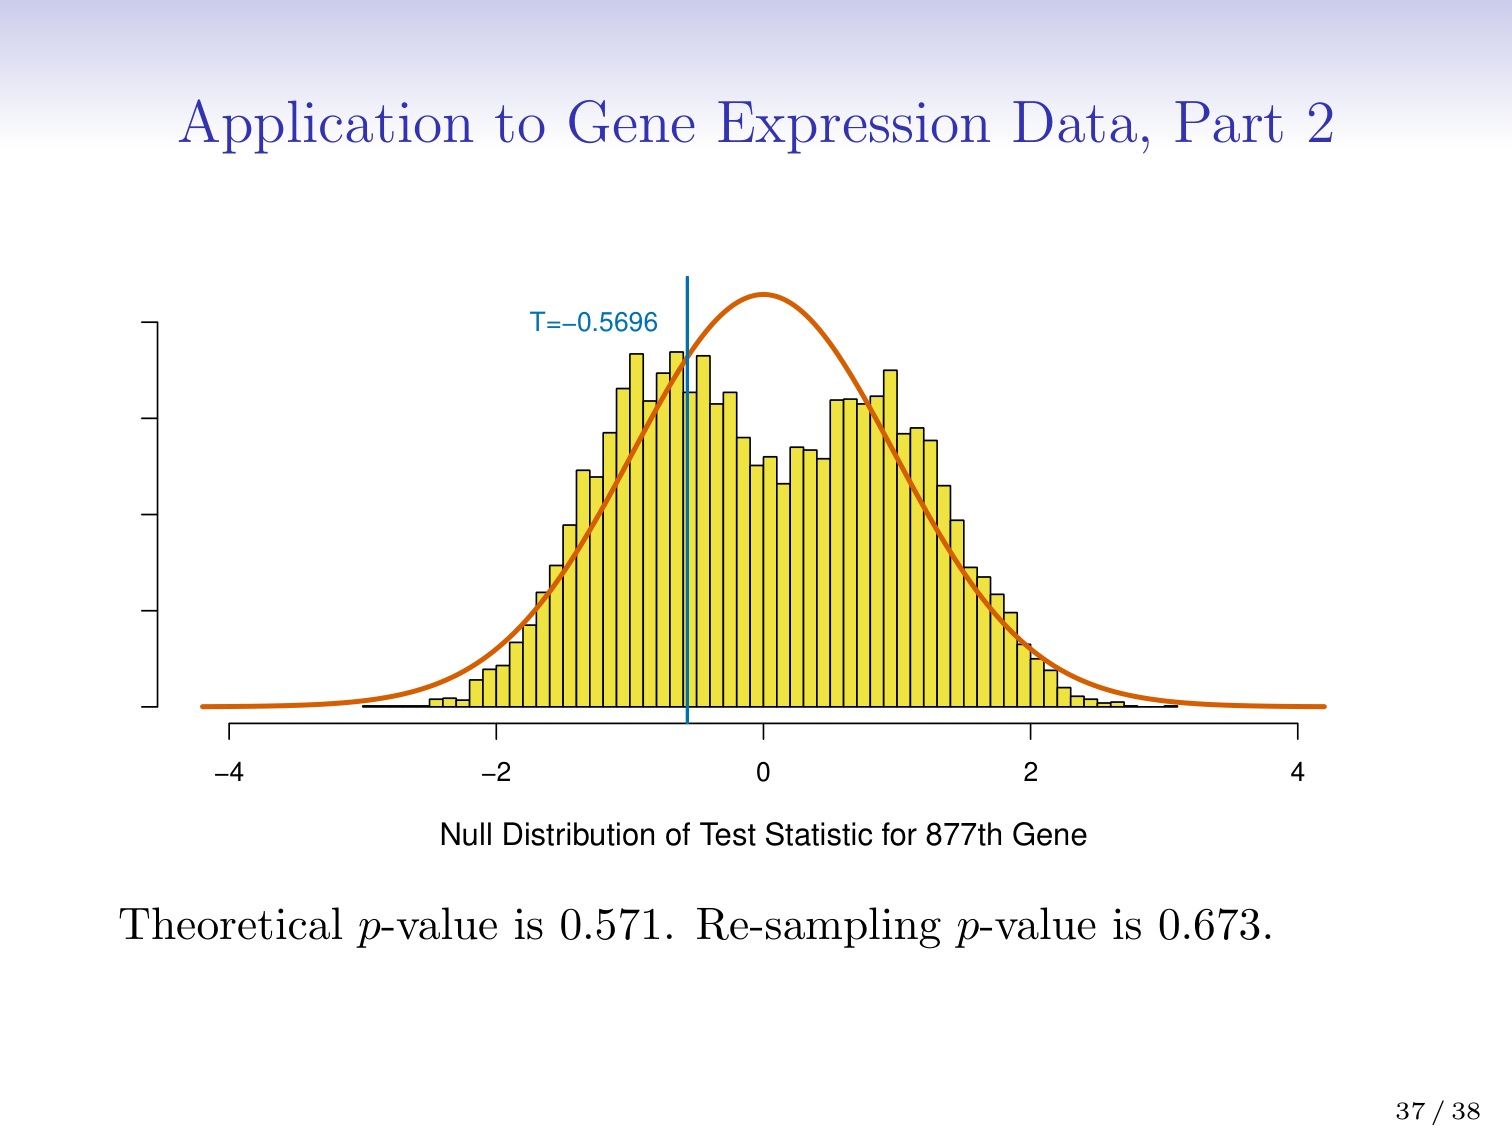 Application to Gene Expression Data, Part 2
T=−0.5696
−4 −2 0 2 4
Null Distribution of Test Statistic for 877th Gene
Theoretical p-value is 0.571. Re-sampling p-value is 0.673.
37 / 38